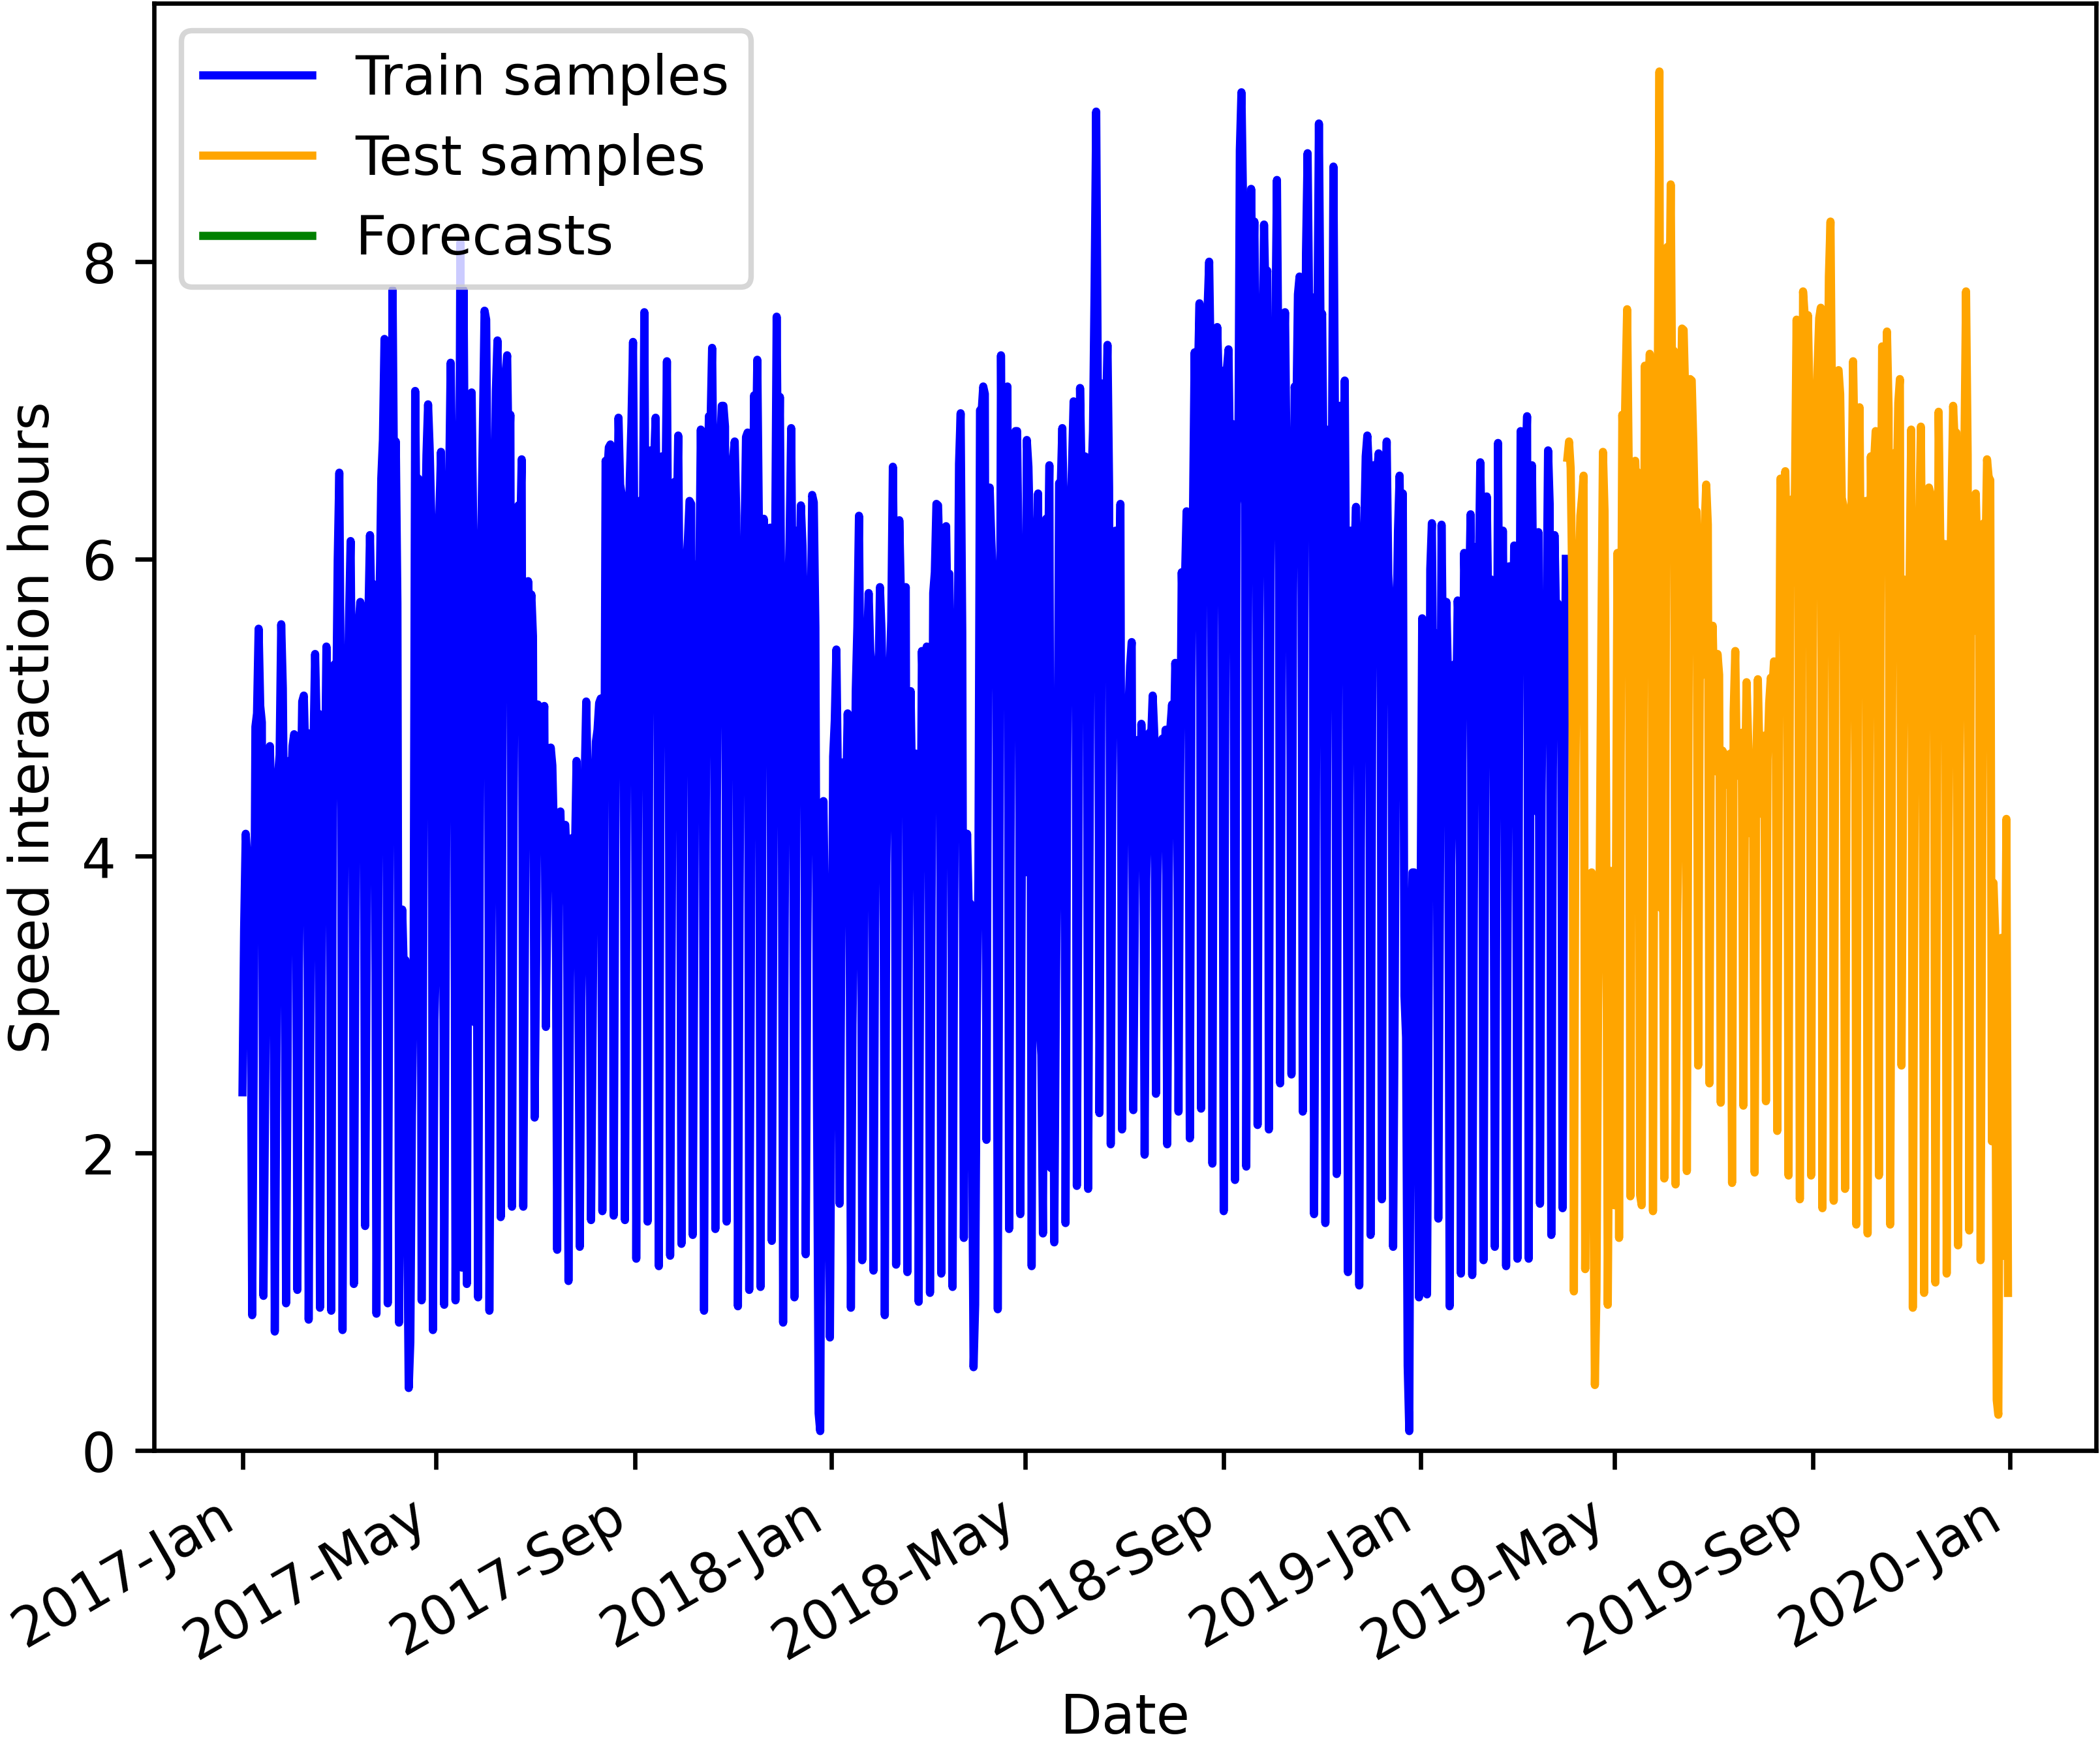 Train samples
Test samples
Forecasts
8
6
4
2
0
Speed interaction hours
2017-Jan
2017-May
2017-Sep
2018-Jan
2018-May
2018-Sep
2019-Jan
2019-May
2019-Sep
2020-Jan
Date